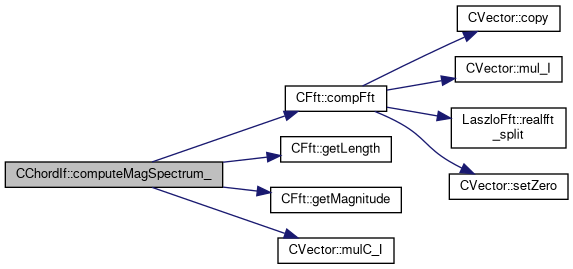 CChordIf::computeMagSpectrum_
CFft::compFft
CFft::getLength
CFft::getMagnitude
CVector::mulC_I
CVector::copy
CVector::mul_I
LaszloFft::realfft
_split
CVector::setZero